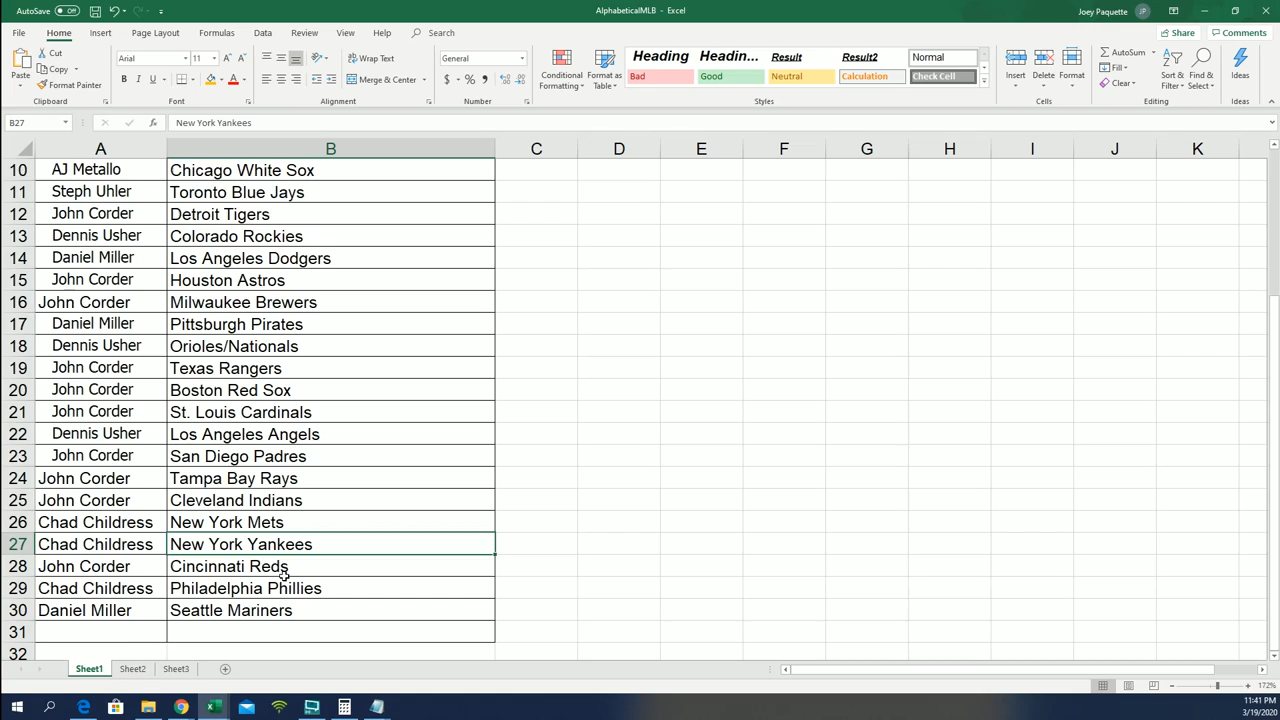 AutoSave Off AlphabeticalMLB - Excel Joey Paquette JP
File Home Insert Page Layout Formulas Data Review View Help Search Share Comments
Paste Cut Copy Format Painter Clipboard
Arial 11 A A B I U A Font
Wrap Text Merge & Center Alignment
General $ % , Number
Conditional Formatting Format as Table
Heading Headin... Result Result2 Normal
Bad Good Neutral Calculation Check Cell
Styles
Insert Delete Format Cells
AutoSum Fill Clear Sort & Filter Find & Select Editing
Ideas Ideas
B27 fx New York Yankees
A B C D E F G H I J K
10 AJ Metallo Chicago White Sox
11 Steph Uhler Toronto Blue Jays
12 John Corder Detroit Tigers
13 Dennis Usher Colorado Rockies
14 Daniel Miller Los Angeles Dodgers
15 John Corder Houston Astros
16 John Corder Milwaukee Brewers
17 Daniel Miller Pittsburgh Pirates
18 Dennis Usher Orioles/Nationals
19 John Corder Texas Rangers
20 John Corder Boston Red Sox
21 John Corder St. Louis Cardinals
22 Dennis Usher Los Angeles Angels
23 John Corder San Diego Padres
24 John Corder Tampa Bay Rays
25 John Corder Cleveland Indians
26 Chad Childress New York Mets
27 Chad Childress New York Yankees
28 John Corder Cincinnati Reds
29 Chad Childress Philadelphia Phillies
30 Daniel Miller Seattle Mariners
31
32
Sheet1 Sheet2 Sheet3
172%
11:41 PM
3/19/2020